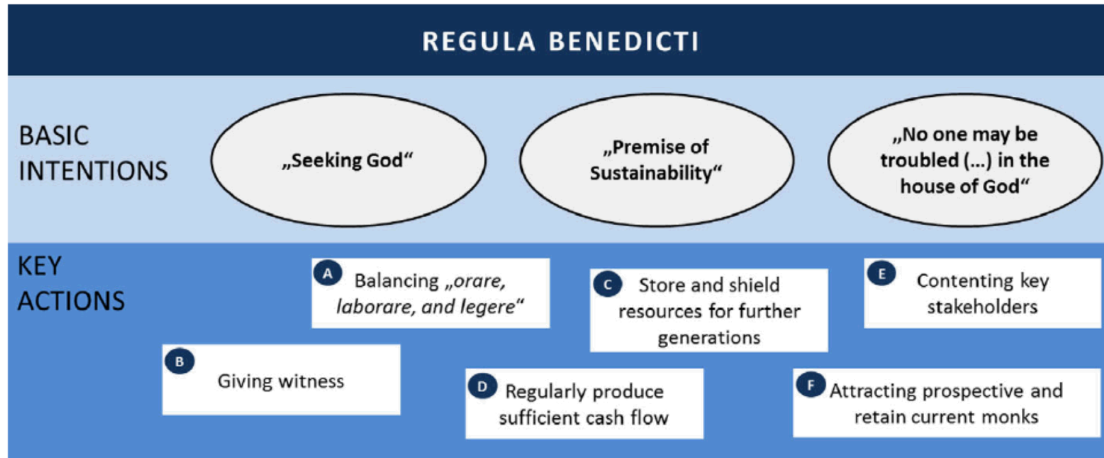 REGULA BENEDICTI
BASIC
INTENTIONS
„Seeking God“
„Premise of
Sustainability“
„No one may be
troubled (...) in the
house of God“
KEY
ACTIONS
A
Balancing „orare,
laborare, and legere“
B
Giving witness
C
Store and shield
resources for further
generations
D
Regularly produce
sufficient cash flow
E
Contenting key
stakeholders
F
Attracting prospective and
retain current monks